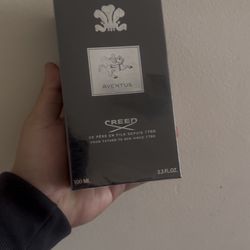 AVENTUS
CREED
DE PÈRE EN FILS DEPUIS 1760
FROM FATHER TO SON SINCE 1760
100 ML
3.3 FL.OZ.